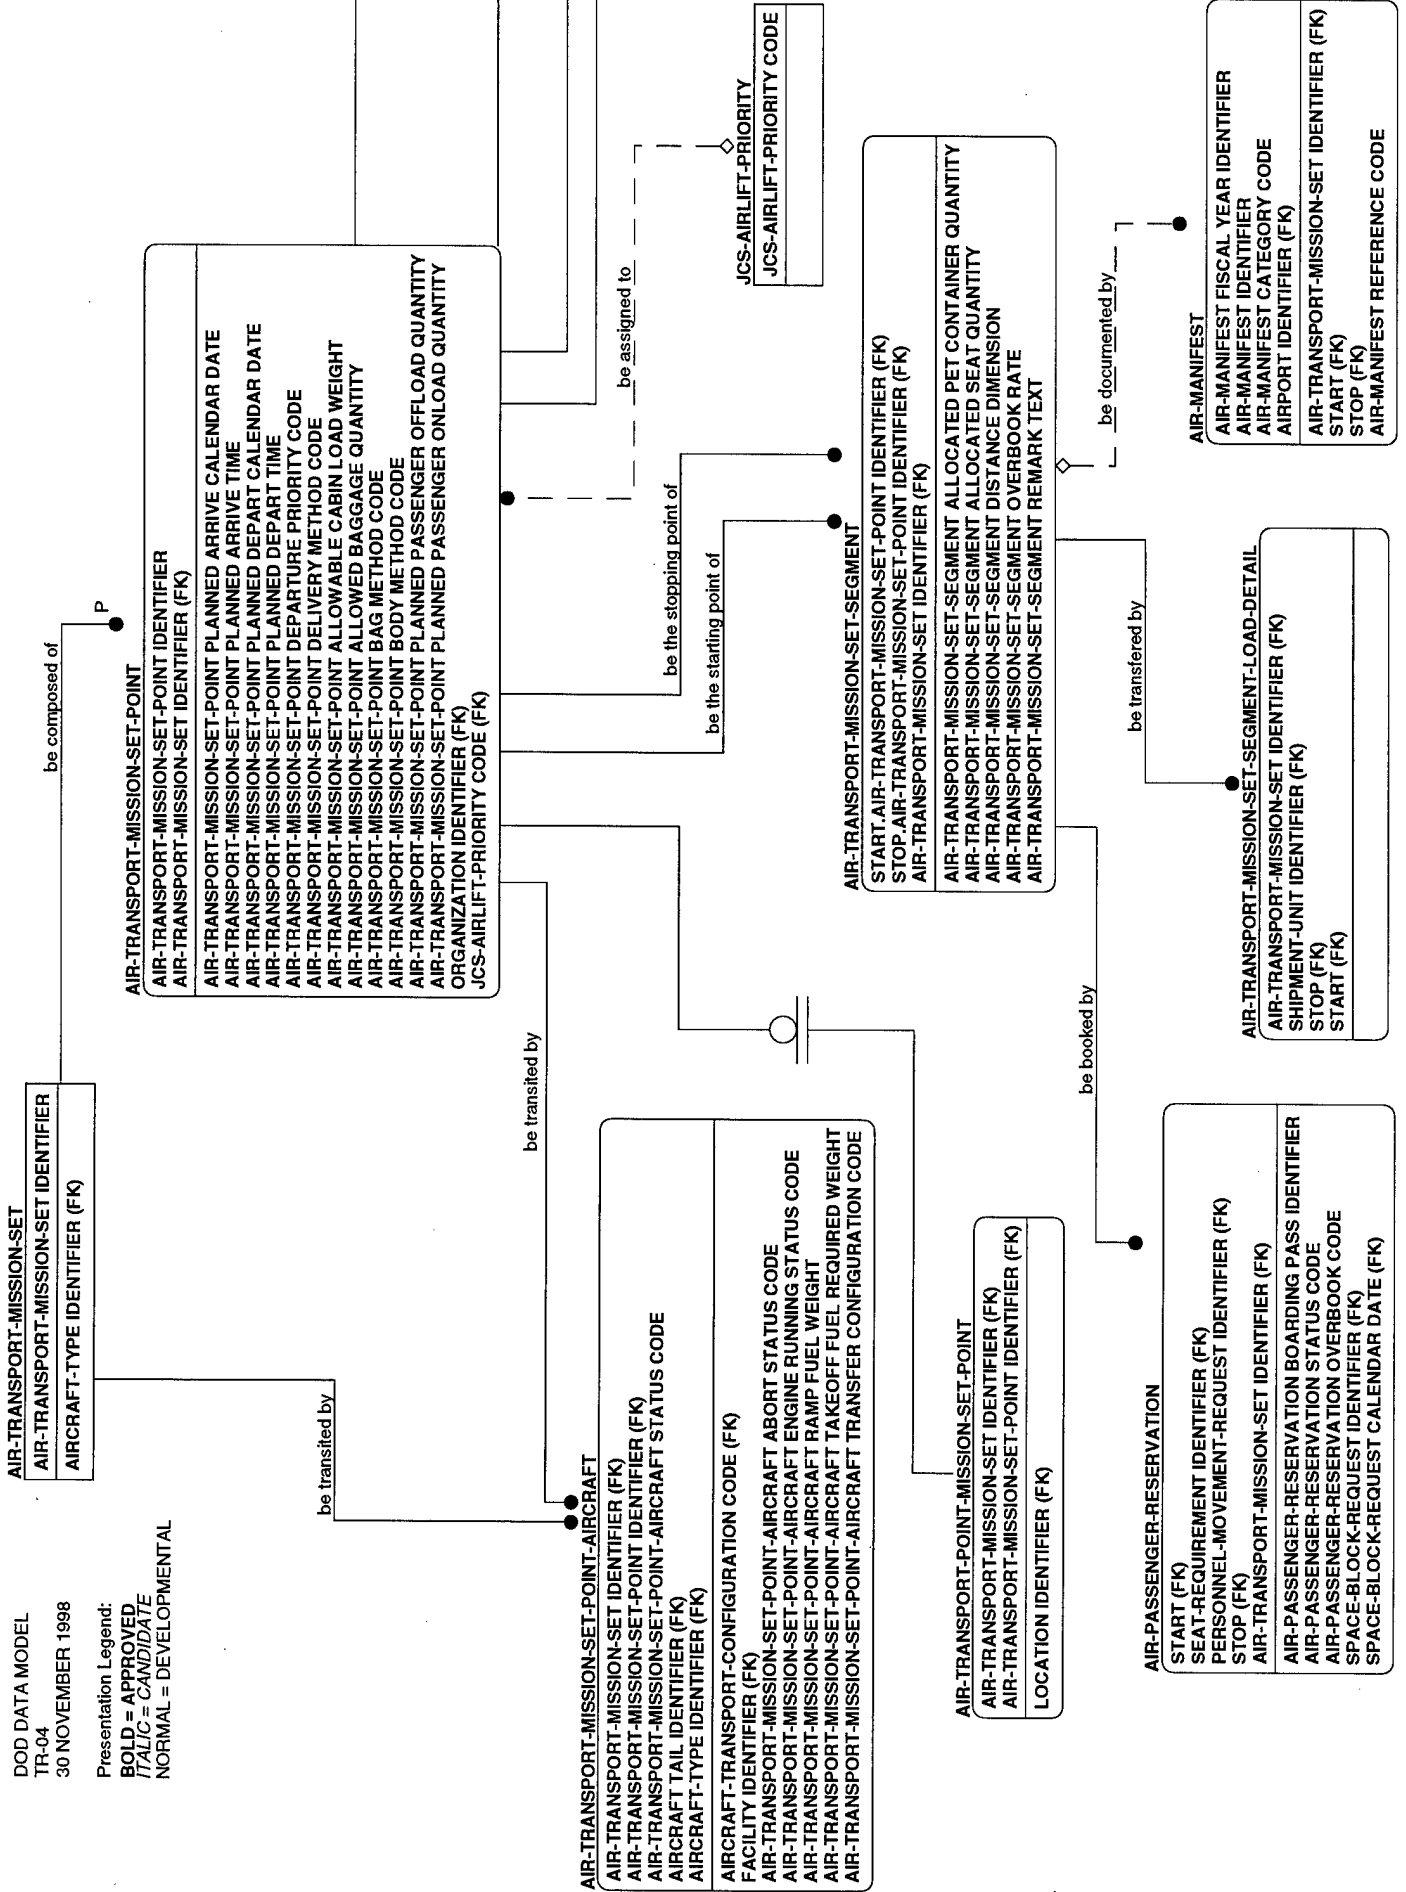 DOD DATA MODEL
TR-04
30 NOVEMBER 1998
Presentation Legend:
BOLD = APPROVED
ITALIC = CANDIDATE
NORMAL = DEVELOPMENTAL
AIR-TRANSPORT-MISSION-SET
AIR-TRANSPORT-MISSION-SET IDENTIFIER
AIRCRAFT-TYPE IDENTIFIER (FK)
be composed of
P
be transited by
AIR-TRANSPORT-MISSION-SET-POINT
AIR-TRANSPORT-MISSION-SET-POINT IDENTIFIER
AIR-TRANSPORT-MISSION-SET IDENTIFIER (FK)
AIR-TRANSPORT-MISSION-SET-POINT PLANNED ARRIVE CALENDAR DATE
AIR-TRANSPORT-MISSION-SET-POINT PLANNED ARRIVE TIME
AIR-TRANSPORT-MISSION-SET-POINT PLANNED DEPART CALENDAR DATE
AIR-TRANSPORT-MISSION-SET-POINT PLANNED DEPART TIME
AIR-TRANSPORT-MISSION-SET-POINT DEPARTURE PRIORITY CODE
AIR-TRANSPORT-MISSION-SET-POINT DELIVERY METHOD CODE
AIR-TRANSPORT-MISSION-SET-POINT ALLOWABLE CABIN LOAD WEIGHT
AIR-TRANSPORT-MISSION-SET-POINT ALLOWED BAGGAGE QUANTITY
AIR-TRANSPORT-MISSION-SET-POINT BAG METHOD CODE
AIR-TRANSPORT-MISSION-SET-POINT BODY METHOD CODE
AIR-TRANSPORT-MISSION-SET-POINT PLANNED PASSENGER OFFLOAD QUANTITY
AIR-TRANSPORT-MISSION-SET-POINT PLANNED PASSENGER ONLOAD QUANTITY
ORGANIZATION IDENTIFIER (FK)
JCS-AIRLIFT-PRIORITY CODE (FK)
be transited by
be the stopping point of
be the starting point of
be assigned to
JCS-AIRLIFT-PRIORITY
JCS-AIRLIFT-PRIORITY CODE
AIR-TRANSPORT-MISSION-SET-POINT-AIRCRAFT
AIR-TRANSPORT-MISSION-SET IDENTIFIER (FK)
AIR-TRANSPORT-MISSION-SET-POINT IDENTIFIER (FK)
AIR-TRANSPORT-MISSION-SET-POINT-AIRCRAFT STATUS CODE
AIRCRAFT TAIL IDENTIFIER (FK)
AIRCRAFT-TYPE IDENTIFIER (FK)
AIRCRAFT-TRANSPORT-CONFIGURATION CODE (FK)
FACILITY IDENTIFIER (FK)
AIR-TRANSPORT-MISSION-SET-POINT-AIRCRAFT ABORT STATUS CODE
AIR-TRANSPORT-MISSION-SET-POINT-AIRCRAFT ENGINE RUNNING STATUS CODE
AIR-TRANSPORT-MISSION-SET-POINT-AIRCRAFT RAMP FUEL WEIGHT
AIR-TRANSPORT-MISSION-SET-POINT-AIRCRAFT TAKEOFF FUEL REQUIRED WEIGHT
AIR-TRANSPORT-MISSION-SET-POINT-AIRCRAFT TRANSFER CONFIGURATION CODE
AIR-TRANSPORT-MISSION-SET-SEGMENT
START.AIR-TRANSPORT-MISSION-SET-POINT IDENTIFIER (FK)
STOP.AIR-TRANSPORT-MISSION-SET-POINT IDENTIFIER (FK)
AIR-TRANSPORT-MISSION-SET IDENTIFIER (FK)
AIR-TRANSPORT-MISSION-SET-SEGMENT ALLOCATED PET CONTAINER QUANTITY
AIR-TRANSPORT-MISSION-SET-SEGMENT ALLOCATED SEAT QUANTITY
AIR-TRANSPORT-MISSION-SET-SEGMENT DISTANCE DIMENSION
AIR-TRANSPORT-MISSION-SET-SEGMENT OVERBOOK RATE
AIR-TRANSPORT-MISSION-SET-SEGMENT REMARK TEXT
be booked by
be transfered by
be documented by
AIR-TRANSPORT-POINT-MISSION-SET-POINT
AIR-TRANSPORT-MISSION-SET IDENTIFIER (FK)
AIR-TRANSPORT-MISSION-SET-POINT IDENTIFIER (FK)
LOCATION IDENTIFIER (FK)
AIR-PASSENGER-RESERVATION
START (FK)
SEAT-REQUIREMENT IDENTIFIER (FK)
PERSONNEL-MOVEMENT-REQUEST IDENTIFIER (FK)
STOP (FK)
AIR-TRANSPORT-MISSION-SET IDENTIFIER (FK)
AIR-PASSENGER-RESERVATION BOARDING PASS IDENTIFIER
AIR-PASSENGER-RESERVATION STATUS CODE
AIR-PASSENGER-RESERVATION OVERBOOK CODE
SPACE-BLOCK-REQUEST IDENTIFIER (FK)
SPACE-BLOCK-REQUEST CALENDAR DATE (FK)
AIR-TRANSPORT-MISSION-SET-SEGMENT-LOAD-DETAIL
AIR-TRANSPORT-MISSION-SET IDENTIFIER (FK)
SHIPMENT-UNIT IDENTIFIER (FK)
STOP (FK)
START (FK)
AIR-MANIFEST
AIR-MANIFEST FISCAL YEAR IDENTIFIER
AIR-MANIFEST IDENTIFIER
AIR-MANIFEST CATEGORY CODE
AIRPORT IDENTIFIER (FK)
AIR-TRANSPORT-MISSION-SET IDENTIFIER (FK)
START (FK)
STOP (FK)
AIR-MANIFEST REFERENCE CODE